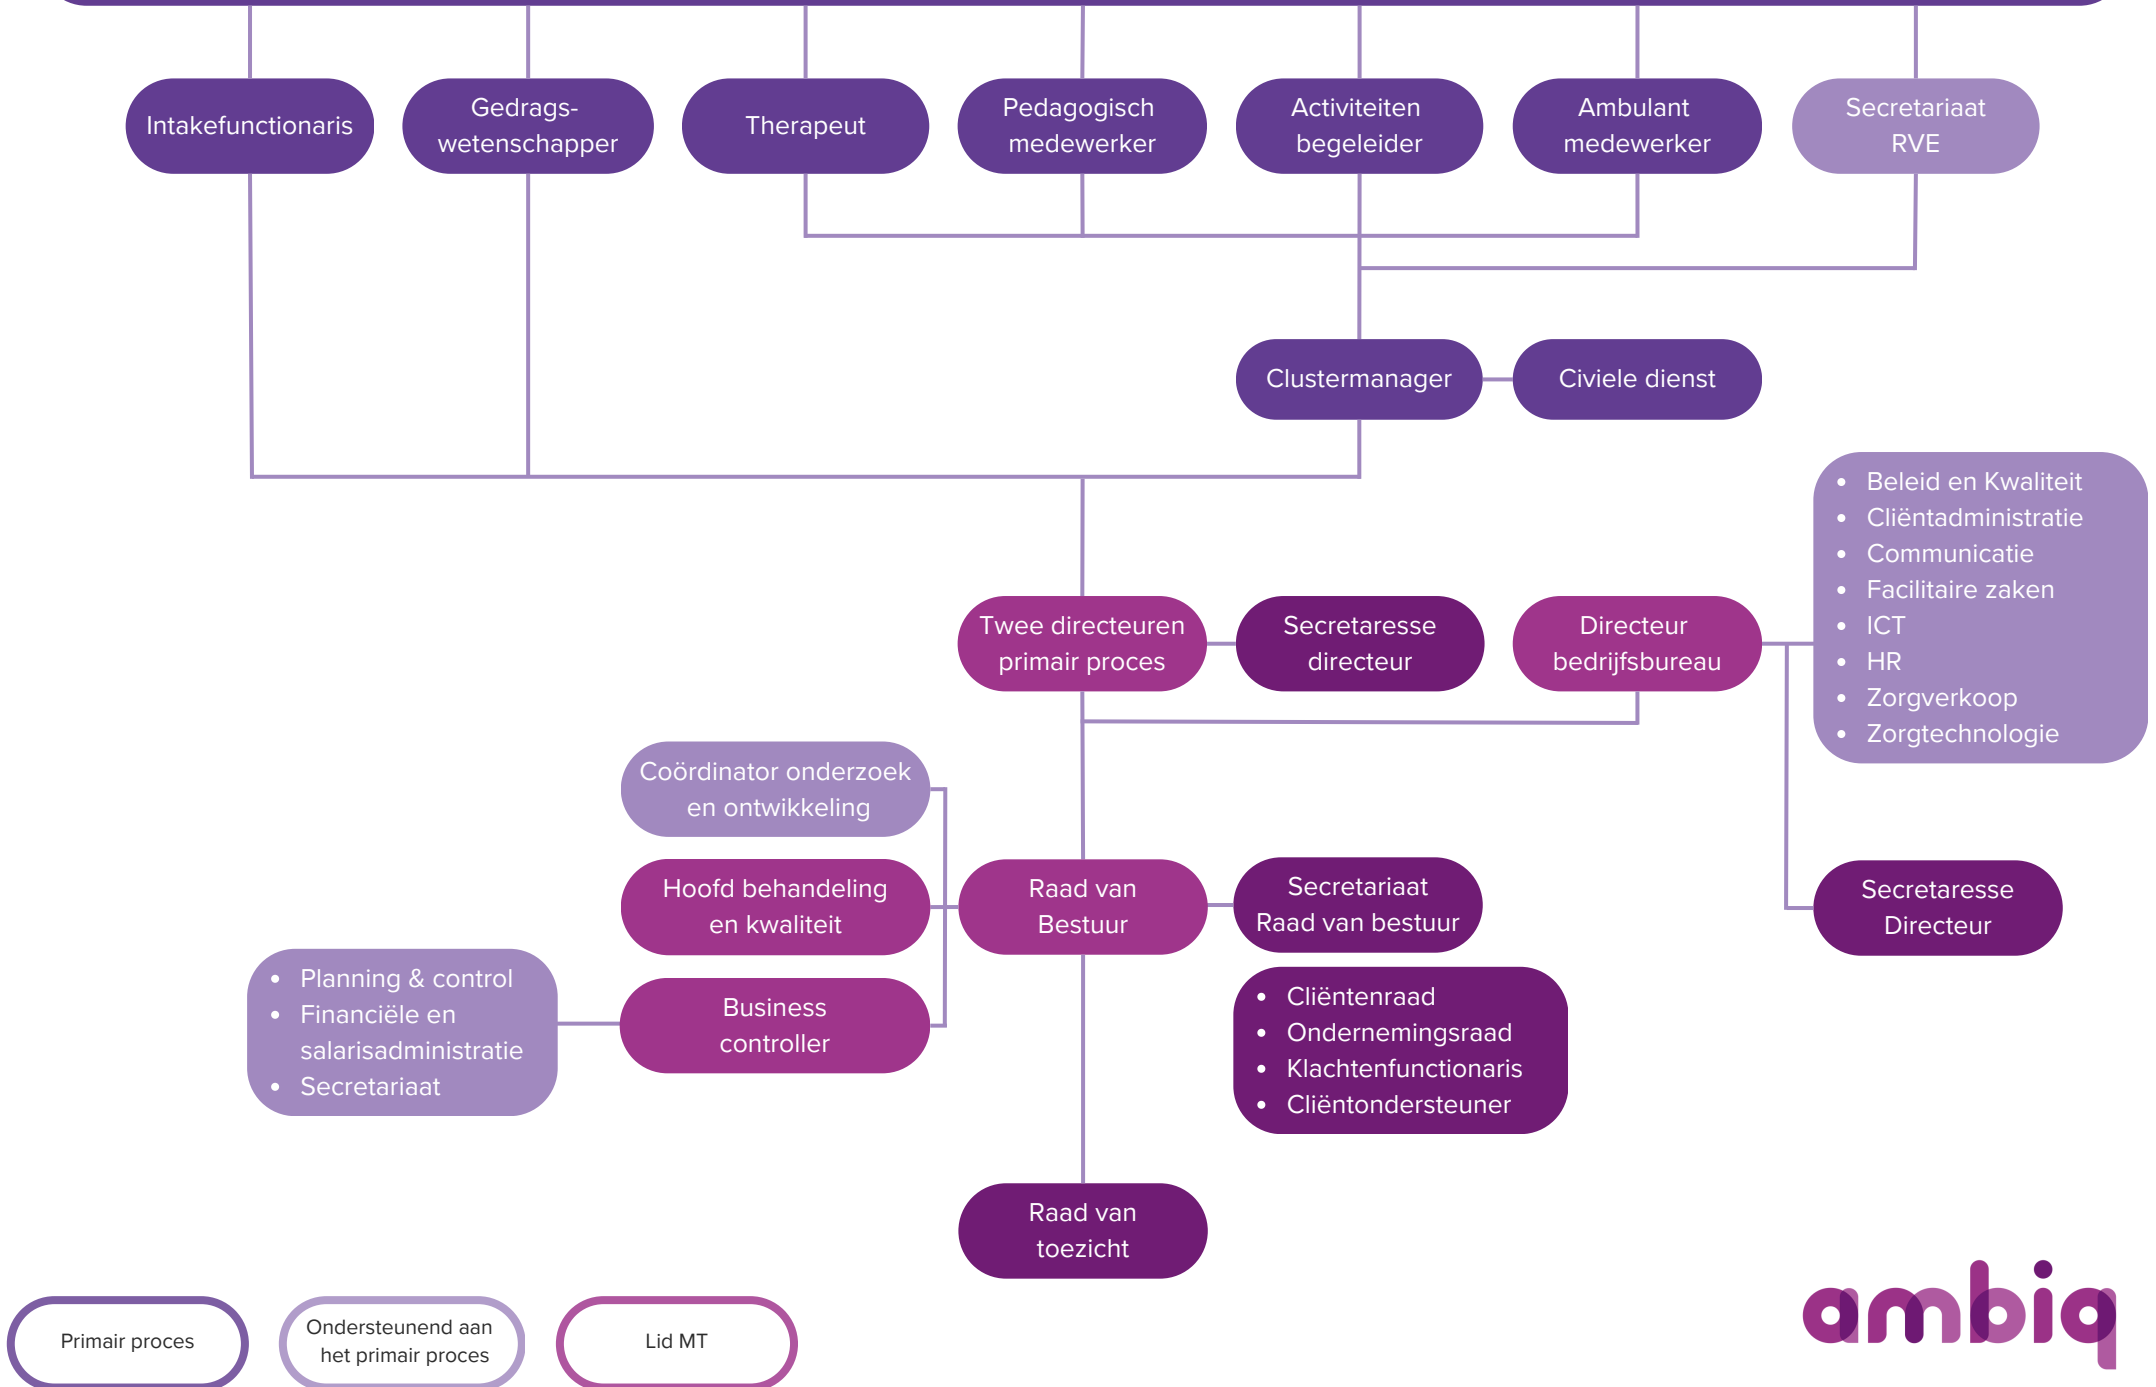 Intakefunctionaris
Gedrags-
wetenschapper
Therapeut
Pedagogisch
medewerker
Activiteiten
begeleider
Ambulant
medewerker
Secretariaat
RVE
Clustermanager
Civiele dienst
• Beleid en Kwaliteit
• Cliëntadministratie
• Communicatie
• Facilitaire zaken
• ICT
• HR
• Zorgverkoop
• Zorgtechnologie
Twee directeuren
primair proces
Secretaresse
directeur
Directeur
bedrijfsbureau
Coördinator onderzoek
en ontwikkeling
Hoofd behandeling
en kwaliteit
Raad van
Bestuur
Secretariaat
Raad van bestuur
Secretaresse
Directeur
• Planning & control
• Financiële en
salarisadministratie
• Secretariaat
Business
controller
• Cliëntenraad
• Ondernemingsraad
• Klachtenfunctionaris
• Cliëntondersteuner
Raad van
toezicht
Primair proces
Ondersteunend aan
het primair proces
Lid MT
ambiq